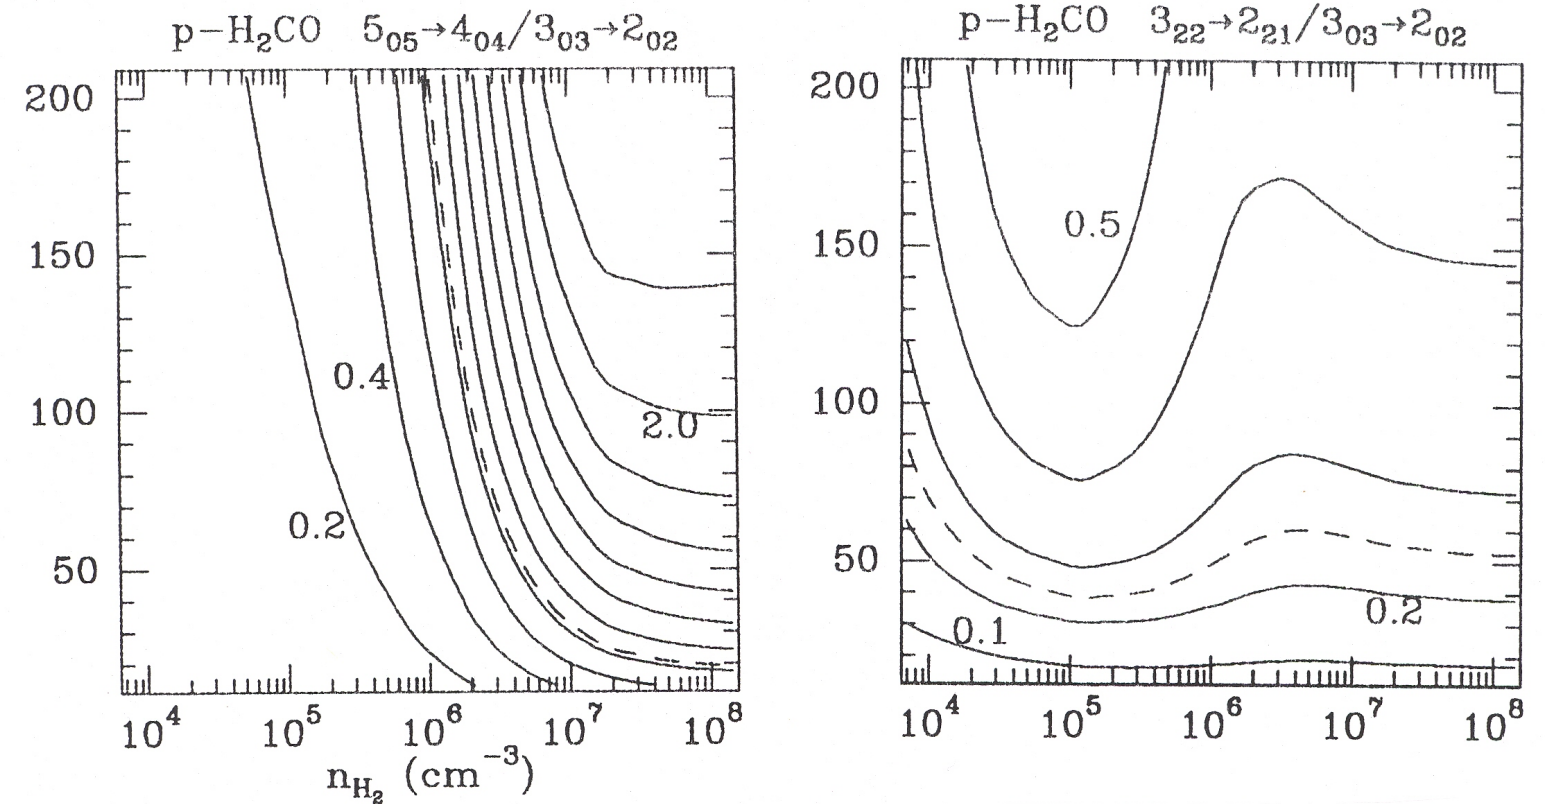 p-H₂CO 5₀₅→4₀₄/3₀₃→2₀₂
200
150
100
50
0.4
0.2
2.0
10⁴ 10⁵ 10⁶ 10⁷ 10⁸
n_H₂ (cm⁻³)
p-H₂CO 3₂₂→2₂₁/3₀₃→2₀₂
200
150
100
50
0.5
0.2
0.1
10⁴ 10⁵ 10⁶ 10⁷ 10⁸